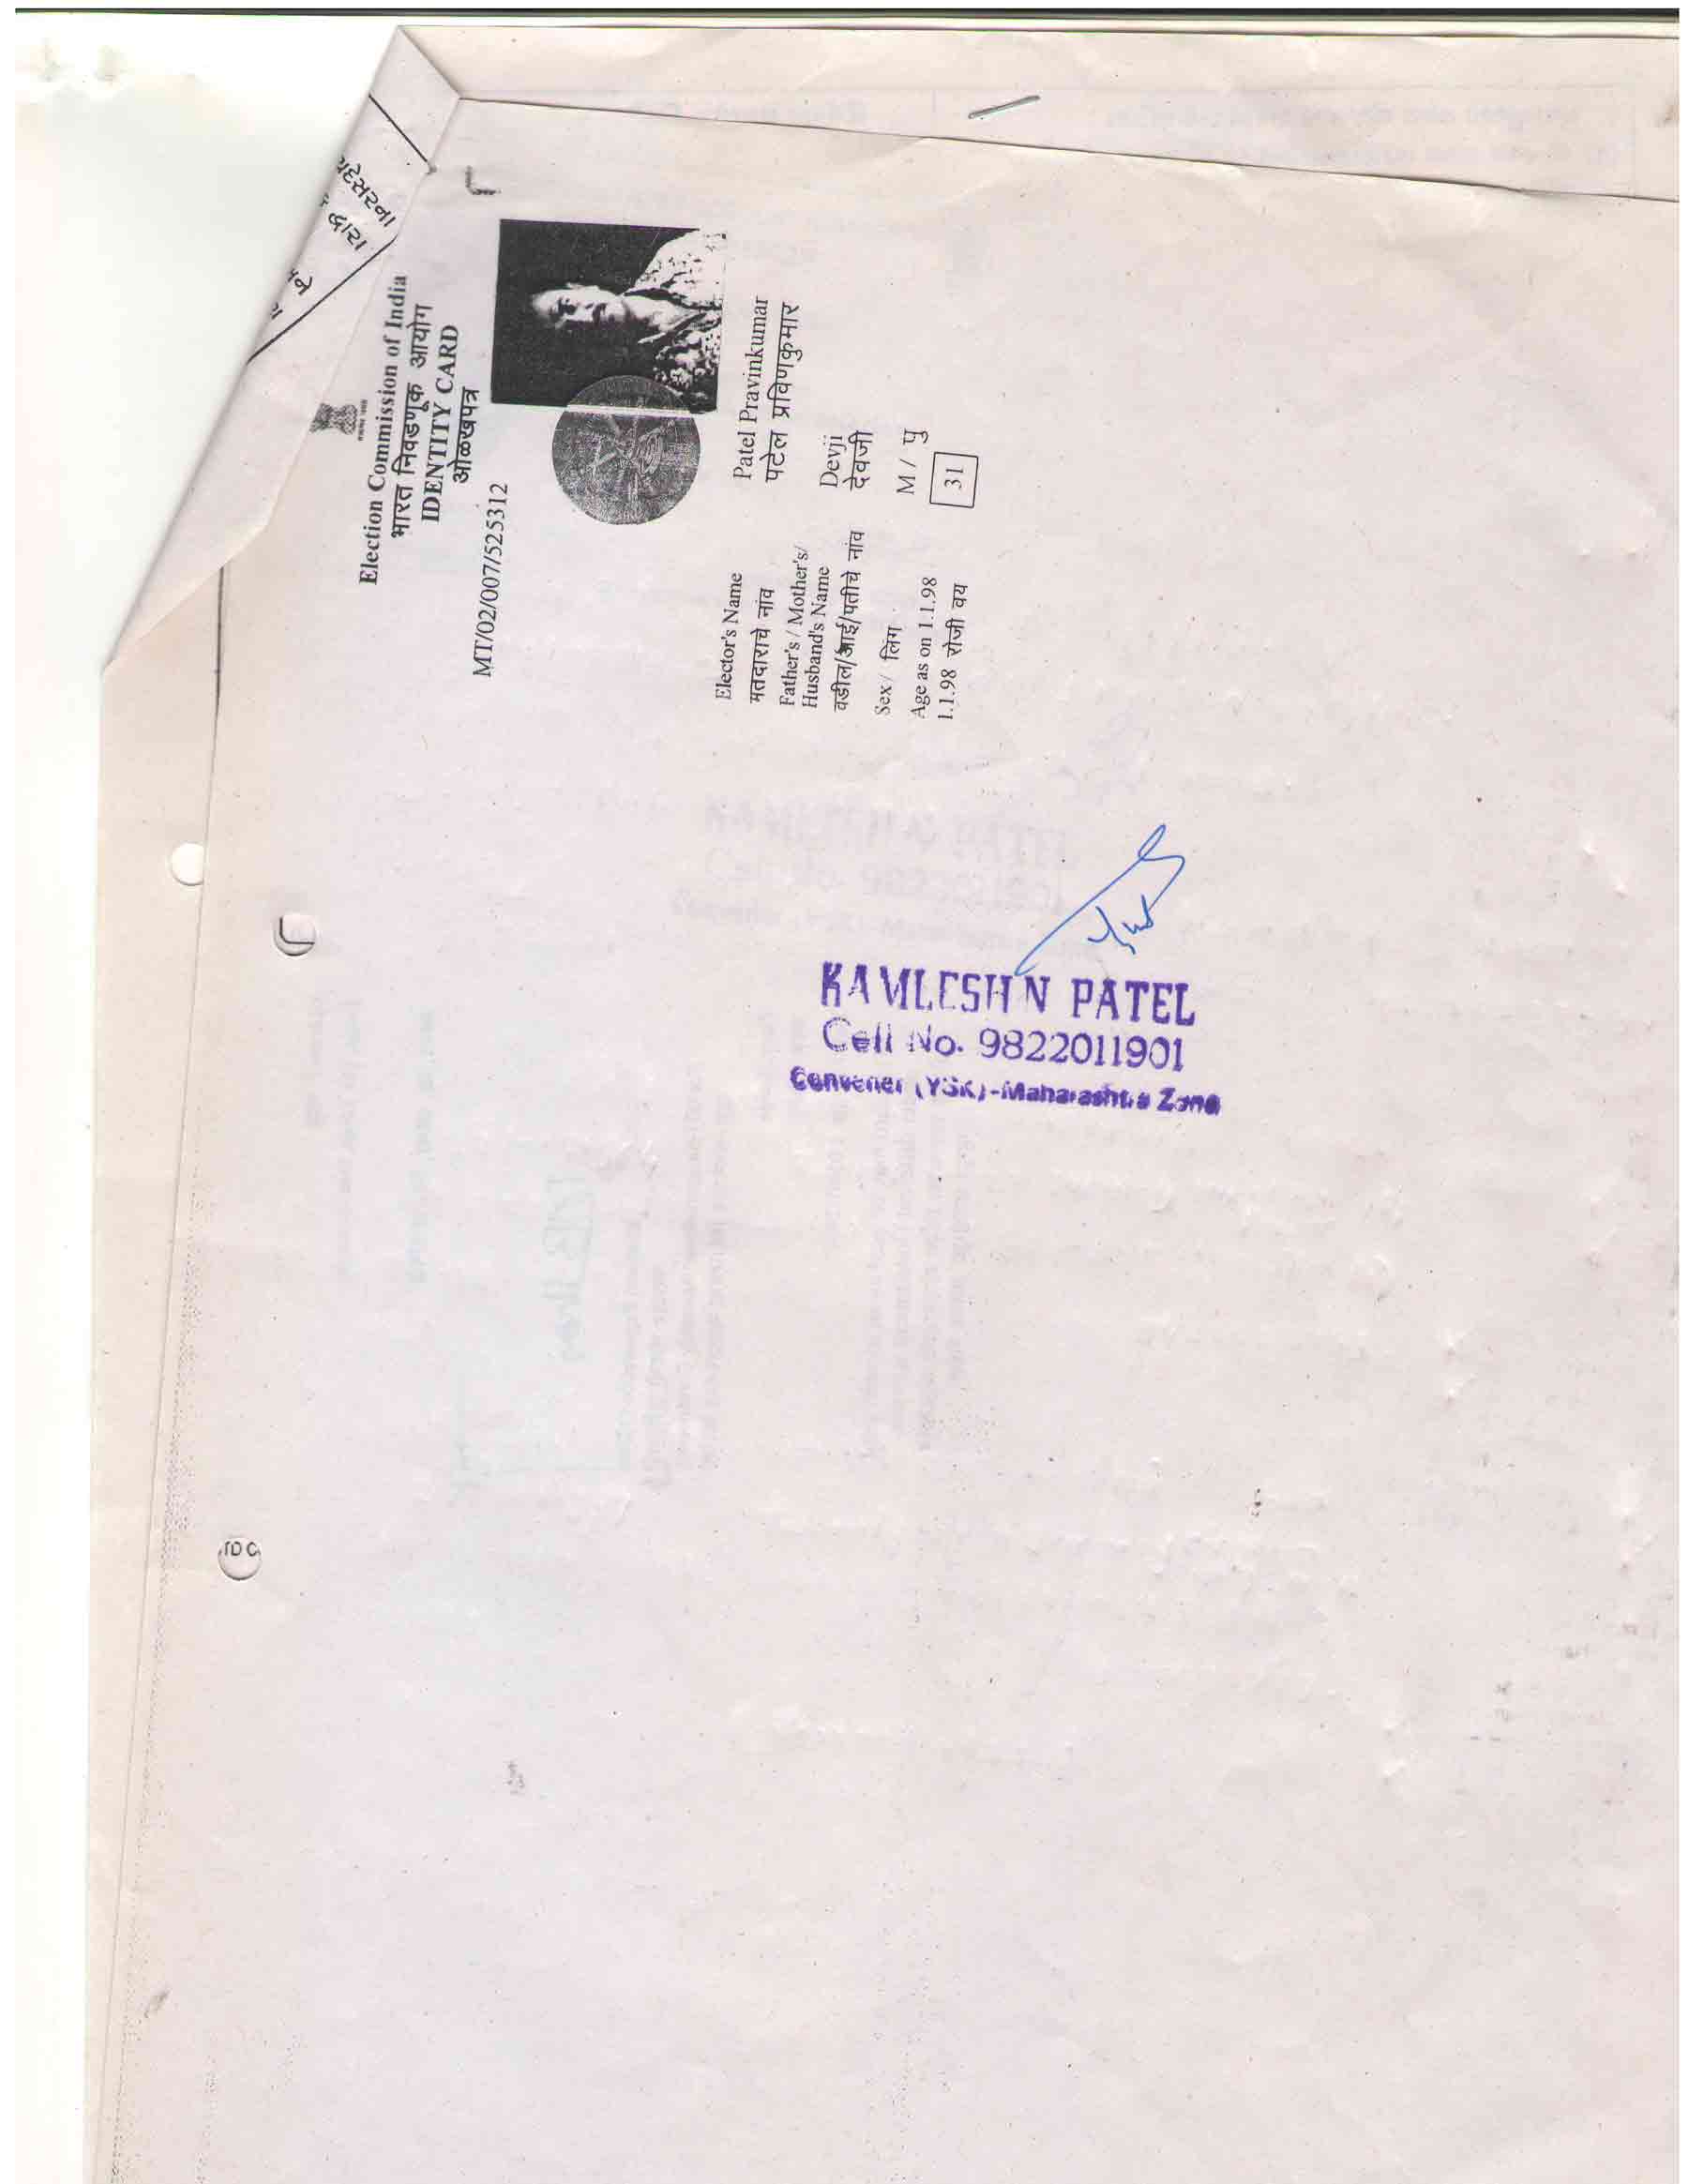 યદેસરના
દ્વારા
Election Commission of India
भारत निवडणूक आयोग
IDENTITY CARD
ओळखपत्र
MT/02/007/525312
Elector's Name Patel Pravinkumar
मतदाराचे नांव पटेल प्रविणकुमार
Father's / Mother's/
Husband's Name Devji
वडील/आई/पतीचे नांव देवजी
Sex / लिंग M / पु
Age as on 1.1.98 31
1.1.98 रोजी वय
KAMLESH N PATEL
Cell No. 9822011901
Convener (YSK)-Maharashtra Zone